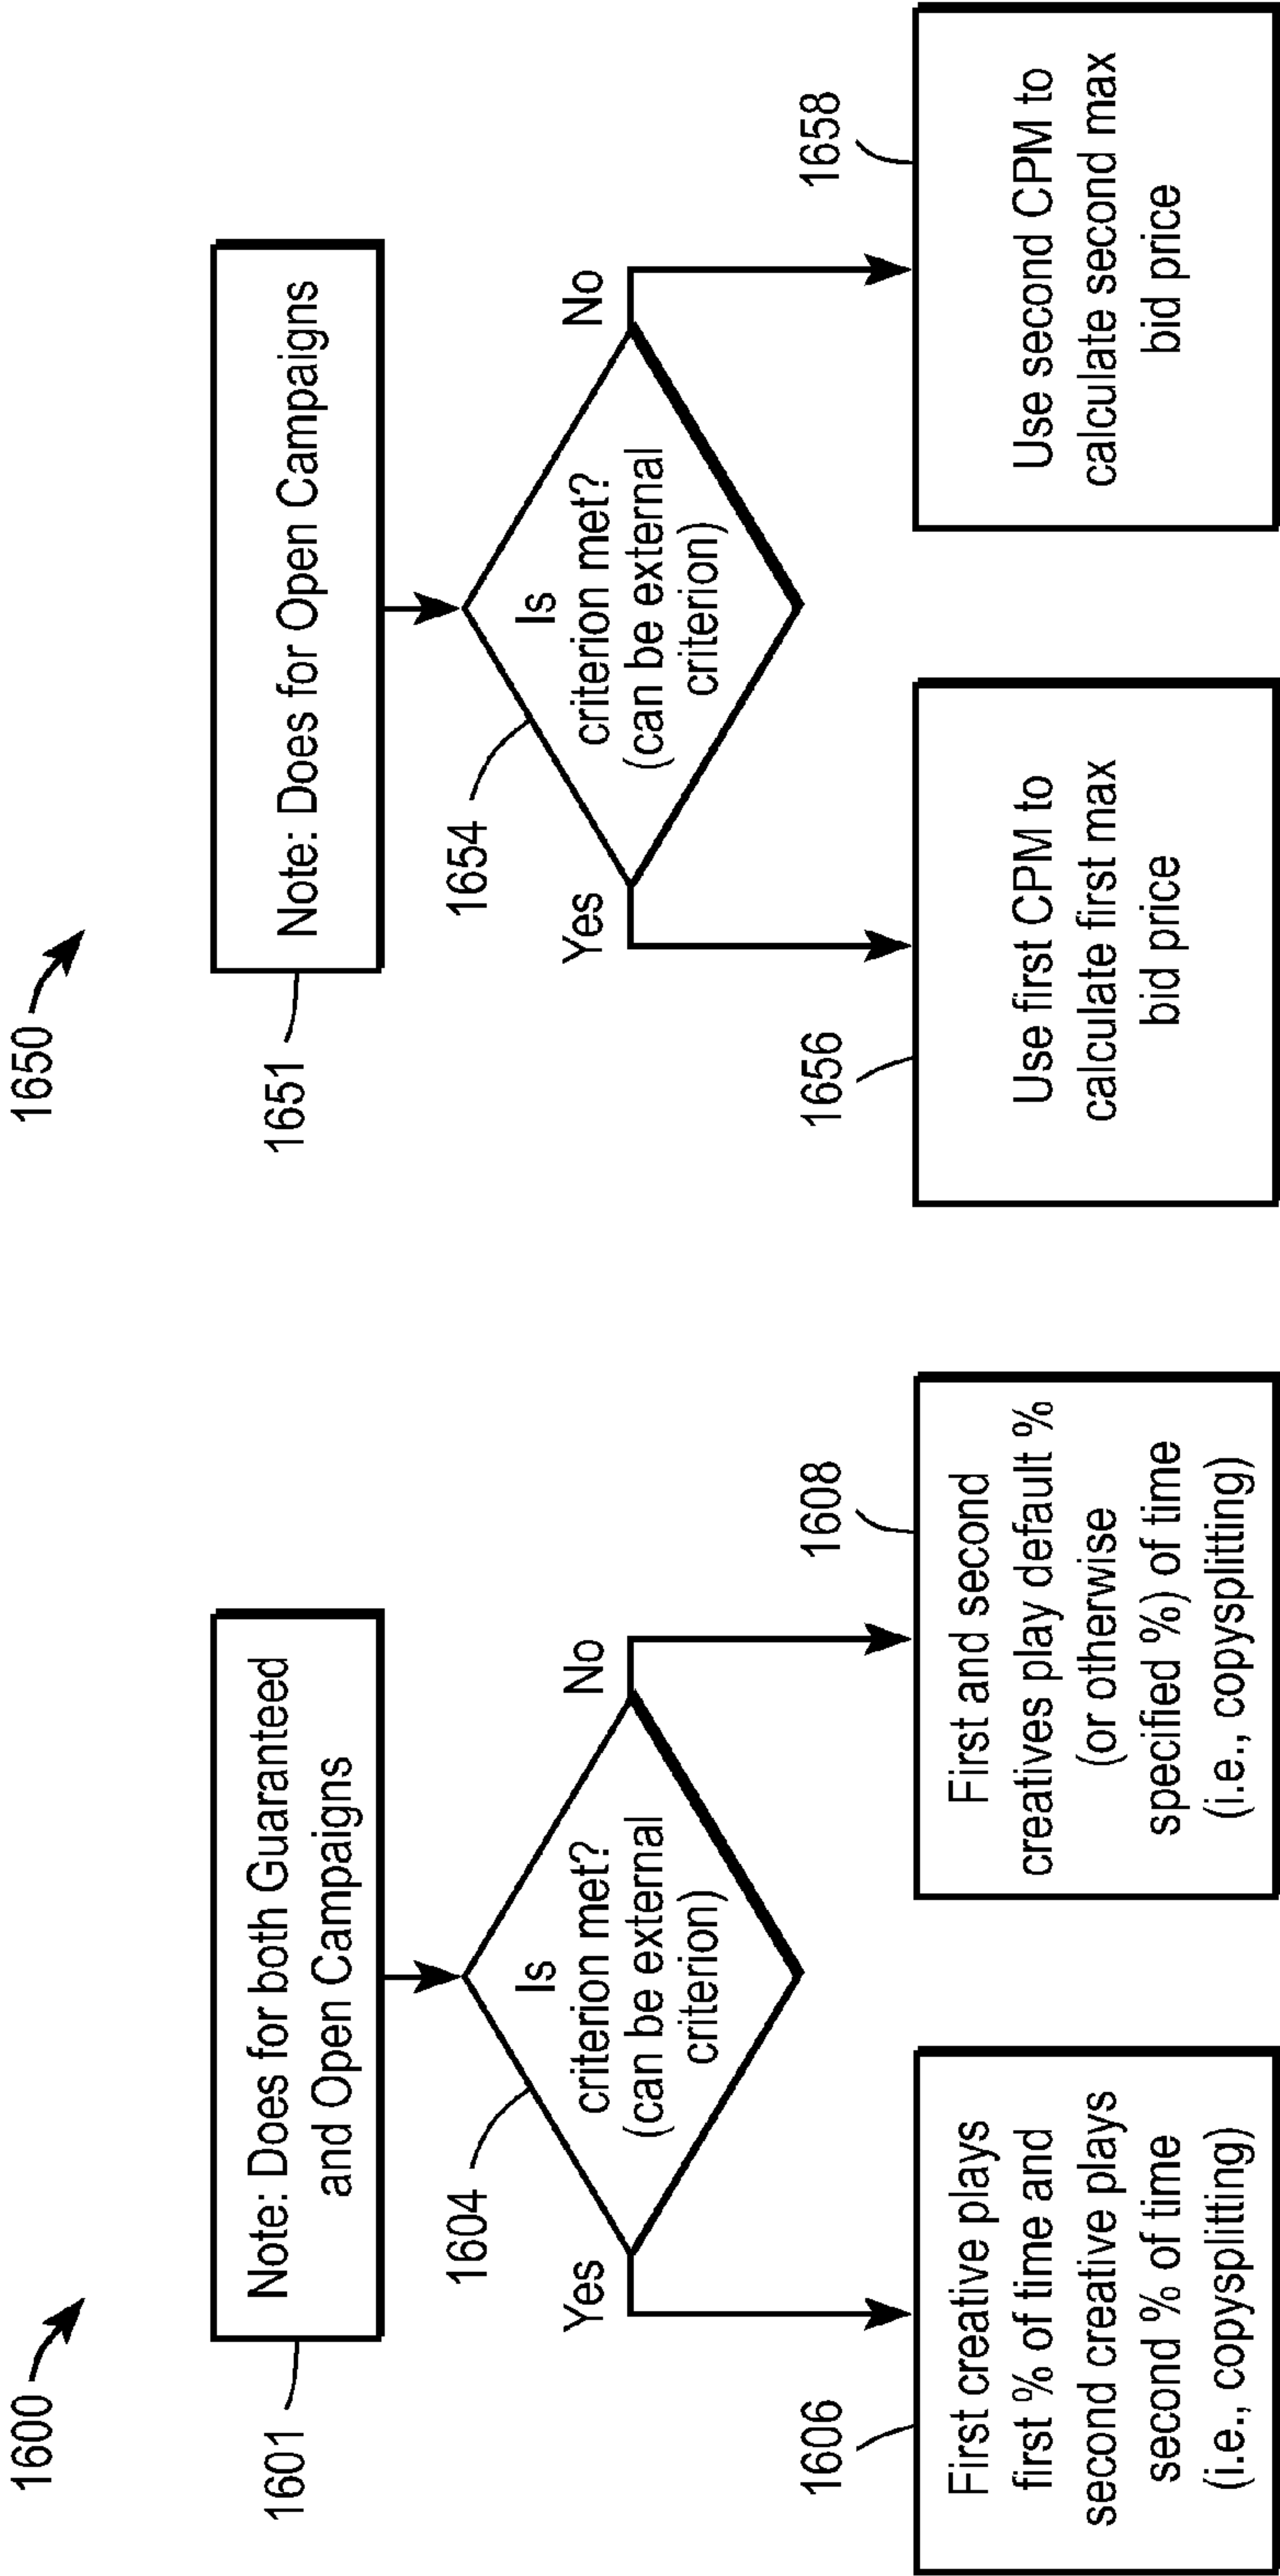 1600
1601
Note: Does for both Guaranteed
and Open Campaigns
1604
Is
criterion met?
(can be external
criterion)
Yes
No
1606
First creative plays
first % of time and
second creative plays
second % of time
(i.e., copysplitting)
1608
First and second
creatives play default %
(or otherwise
specified %) of time
(i.e., copysplitting)
1650
1651
Note: Does for Open Campaigns
1654
Is
criterion met?
(can be external
criterion)
Yes
No
1656
Use first CPM to
calculate first max
bid price
1658
Use second CPM to
calculate second max
bid price